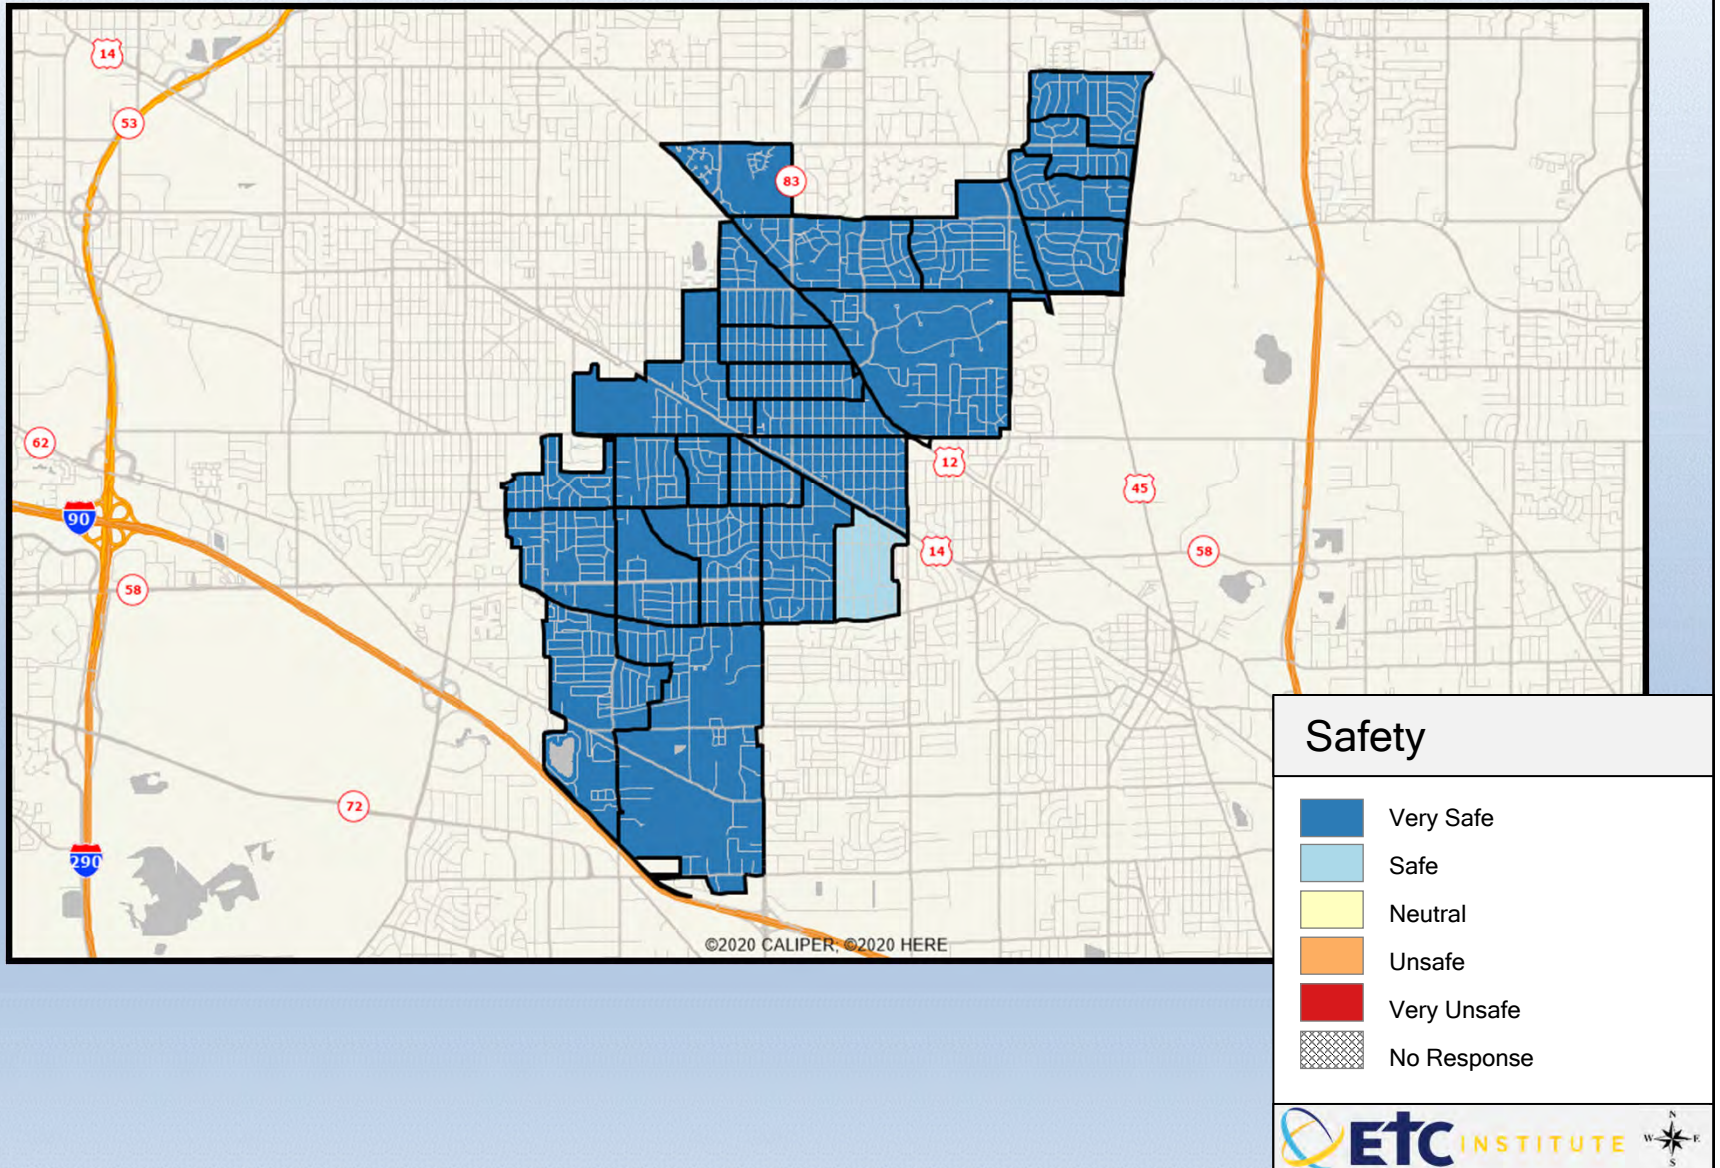 14
53
83
62
12
45
90
14
58
58
72
290
©2020 CALIPER; ©2020 HERE
Safety
Very Safe
Safe
Neutral
Unsafe
Very Unsafe
No Response
ETC INSTITUTE
N
W E
S